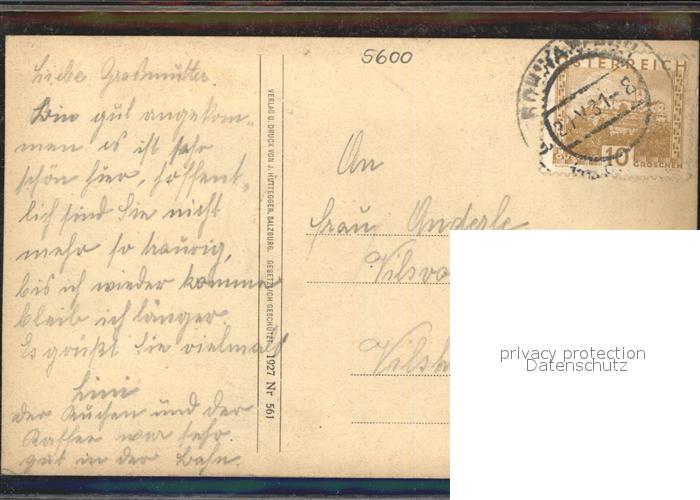 5600
Liebe Großmutter.
Bin gut angekom-
men es ist sehr
schön hier, hoffent-
lich sind Sie nicht
mehr so traurig,
bis ich wieder komme
bleib ich länger.
Es grüßt Sie vielmals
Lini
der Kuchen und der
Kaffee war sehr
gut in der Bahn.
VERLAG U. DRUCK VON J. HUTTEGGER, SALZBURG. GESETZLICH GESCHÜTZT. 1927 Nr 561
ÖSTERREICH
10
GROSCHEN
An
Frau Anderle
privacy protection
Datenschutz